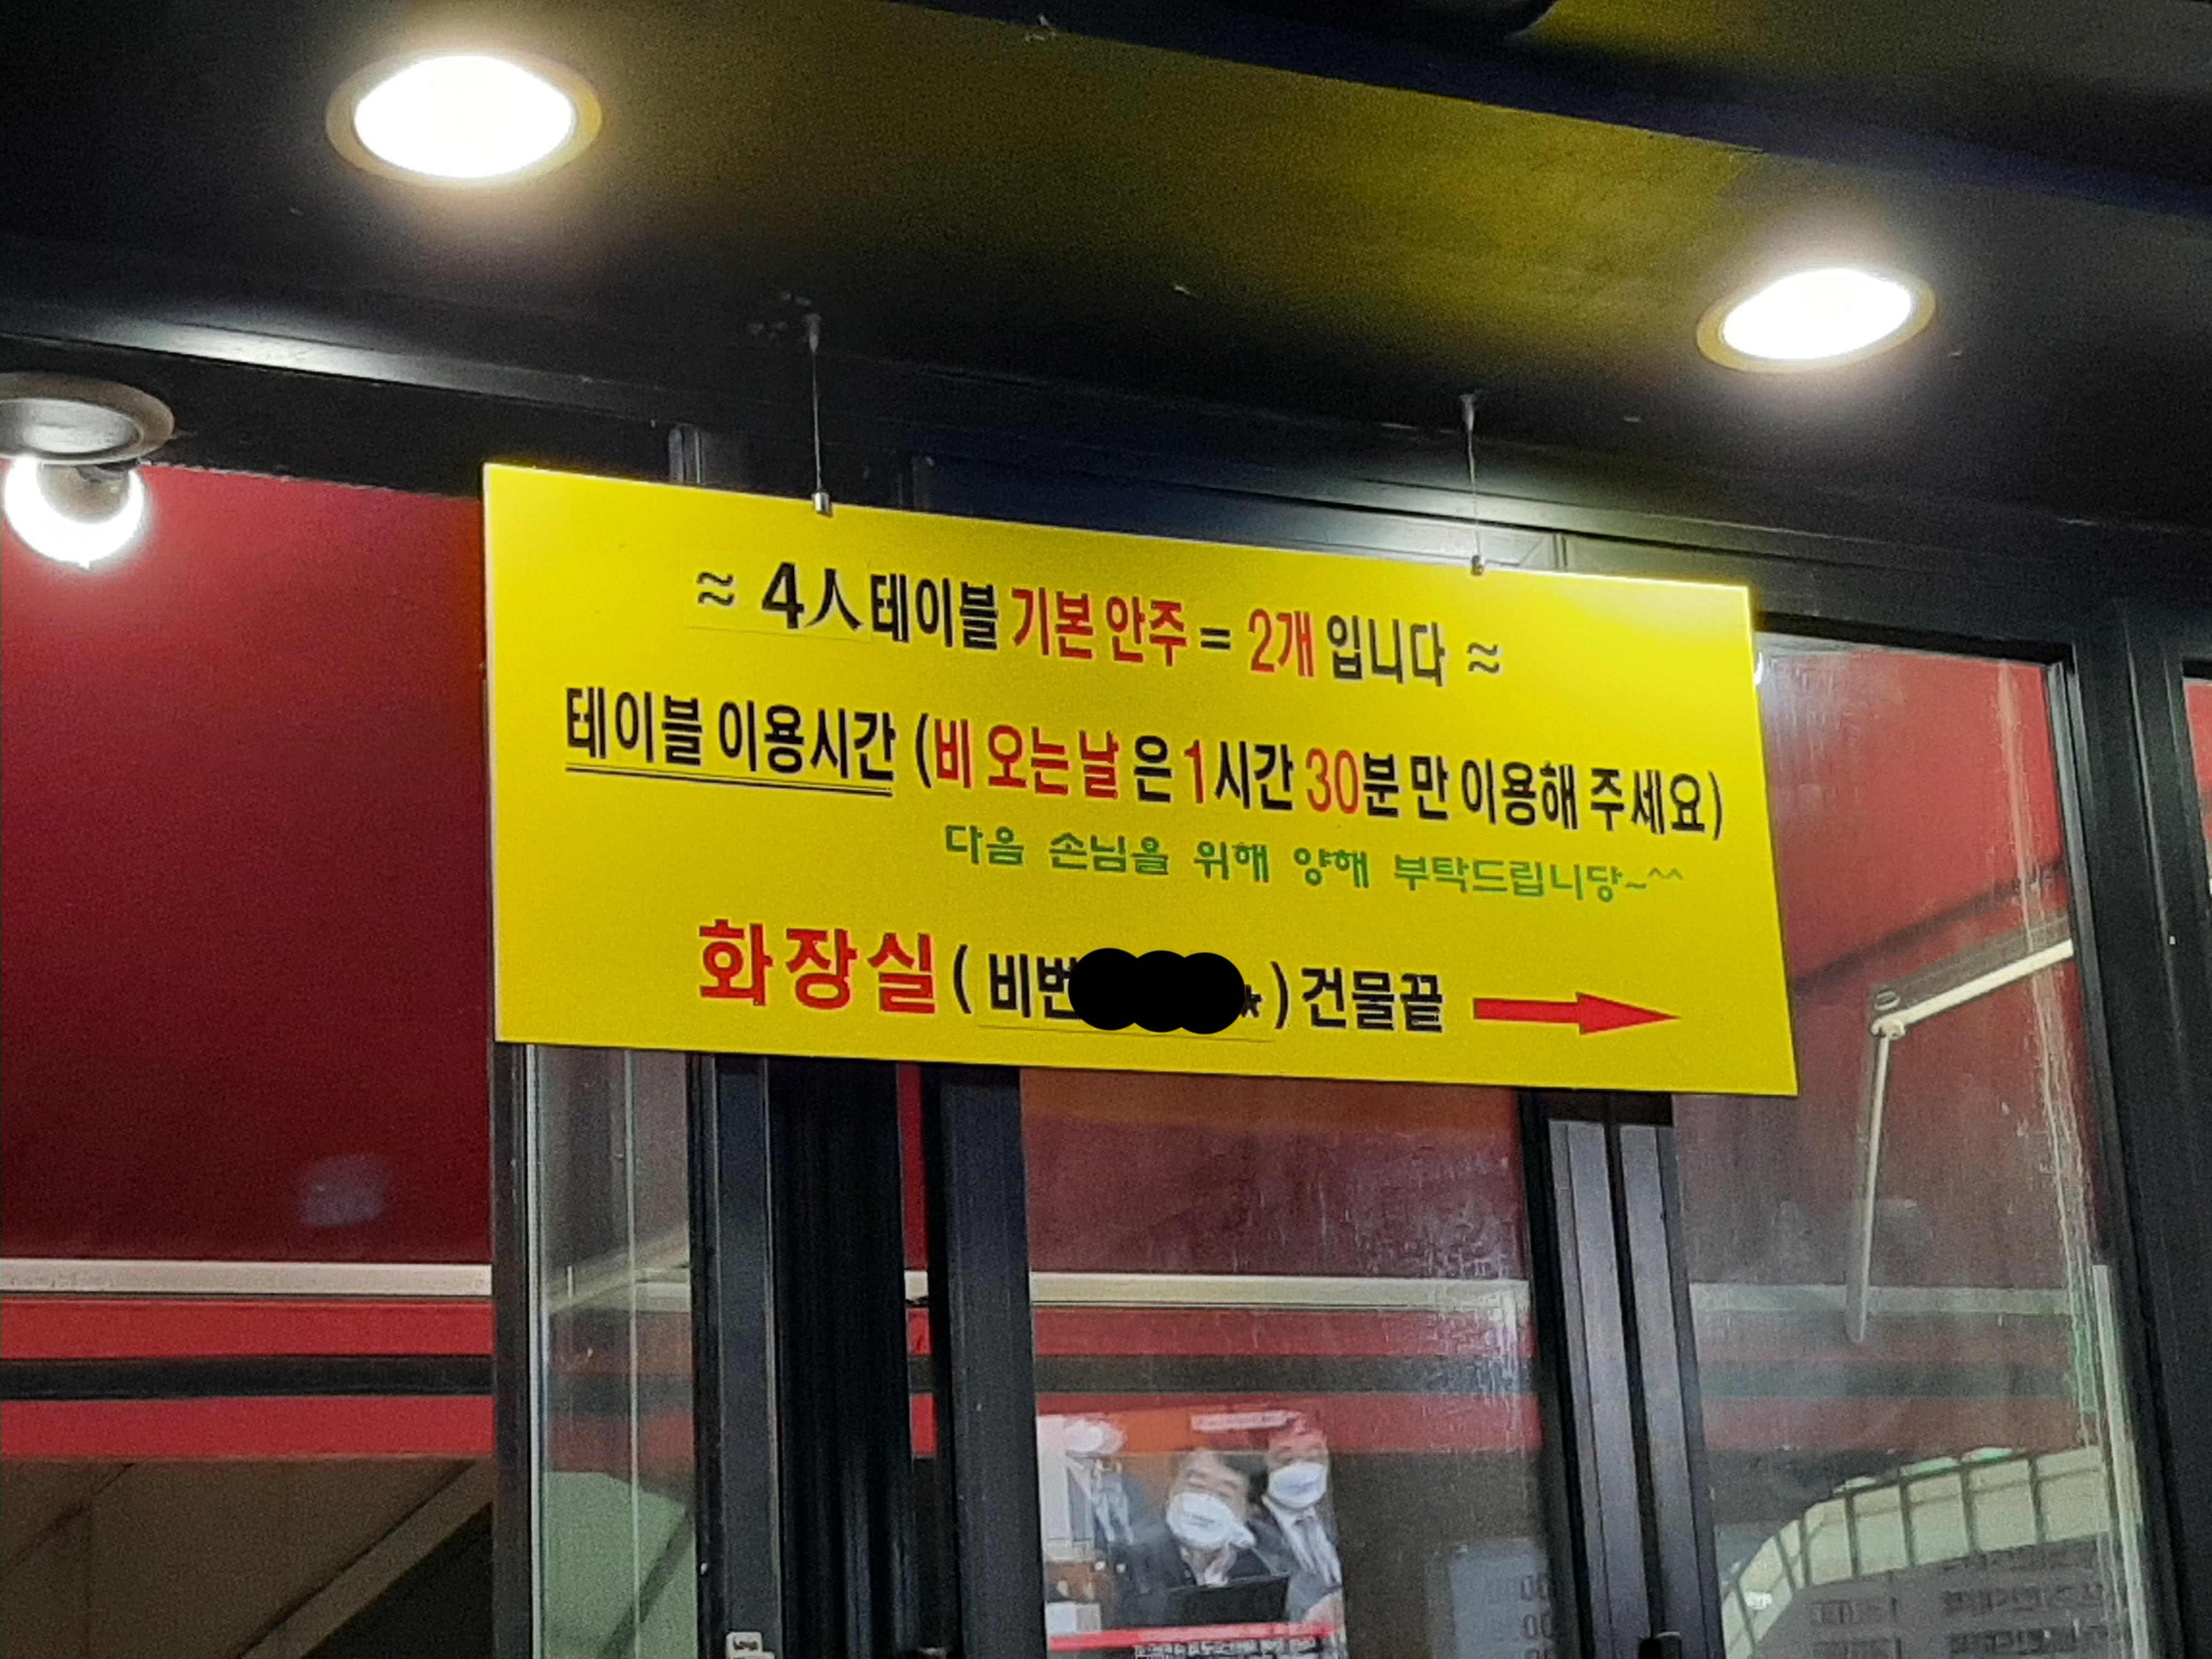 ≈ 4人테이블 기본 안주 = 2개 입니다 ≈
테이블 이용시간 (비 오는날은 1시간 30분만 이용해 주세요)
다음 손님을 위해 양해 부탁드립니당~^^
화장실 ( 비번 * ) 건물끝